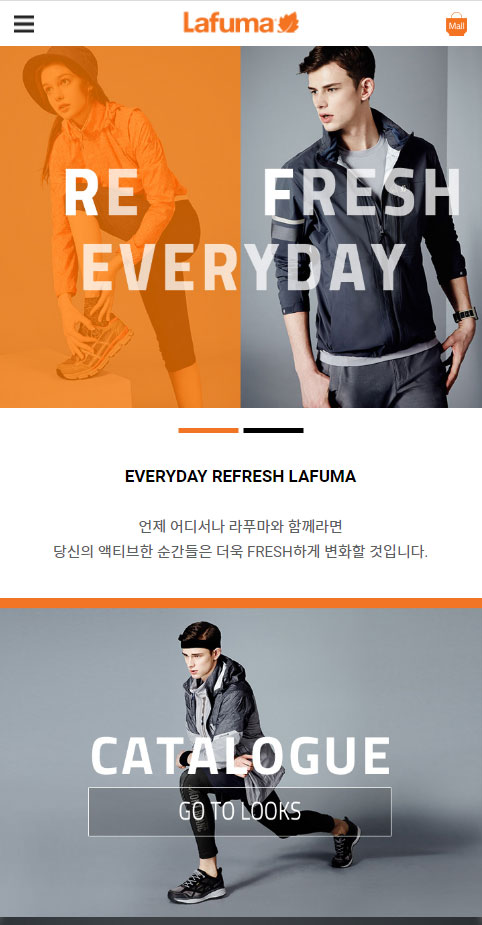 Lafuma
Mall
RE FRESH
EVERYDAY
EVERYDAY REFRESH LAFUMA
언제 어디서나 라푸마와 함께라면
당신의 액티브한 순간들은 더욱 FRESH하게 변화할 것입니다.
CATALOGUE
GO TO LOOKS